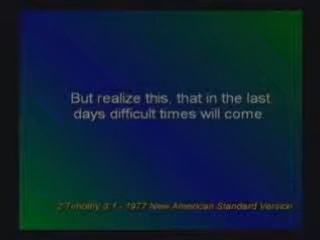 But realize this, that in the last
days difficult times will come
2 Timothy 3:1 - 1977 New American Standard Version